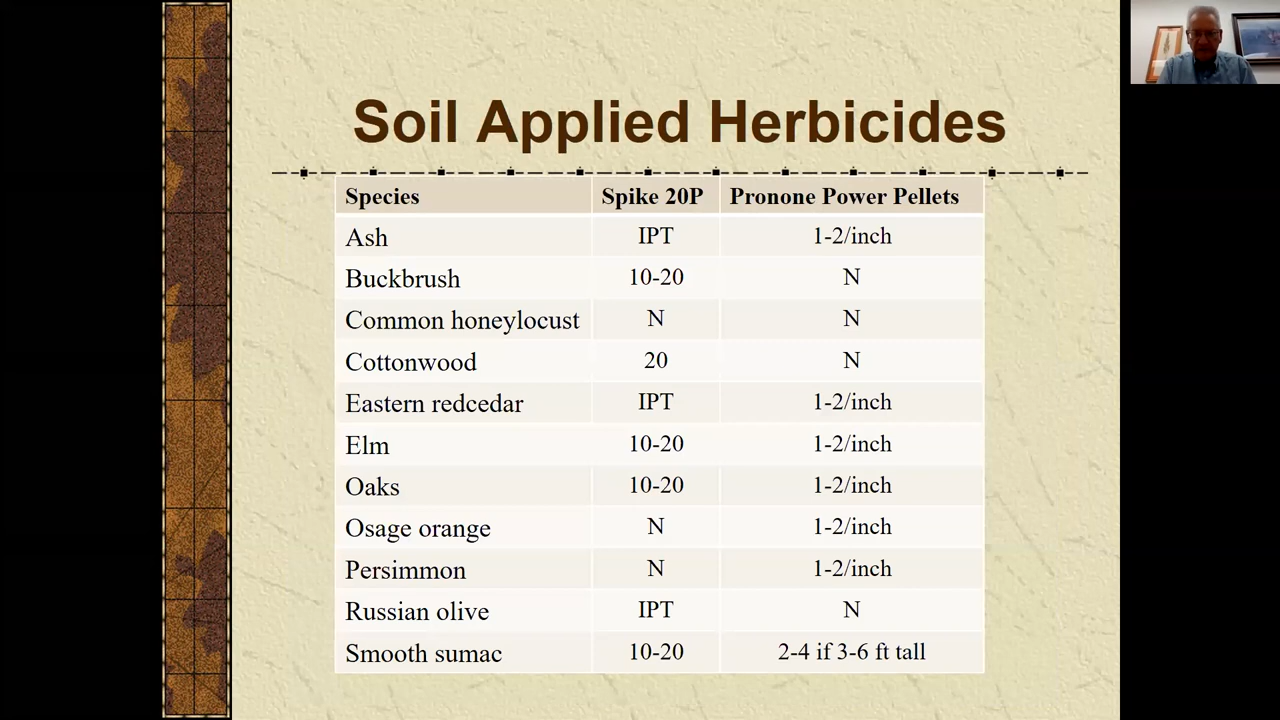 Soil Applied Herbicides
Species Spike 20P Pronone Power Pellets
Ash IPT 1-2/inch
Buckbrush 10-20 N
Common honeylocust N N
Cottonwood 20 N
Eastern redcedar IPT 1-2/inch
Elm 10-20 1-2/inch
Oaks 10-20 1-2/inch
Osage orange N 1-2/inch
Persimmon N 1-2/inch
Russian olive IPT N
Smooth sumac 10-20 2-4 if 3-6 ft tall